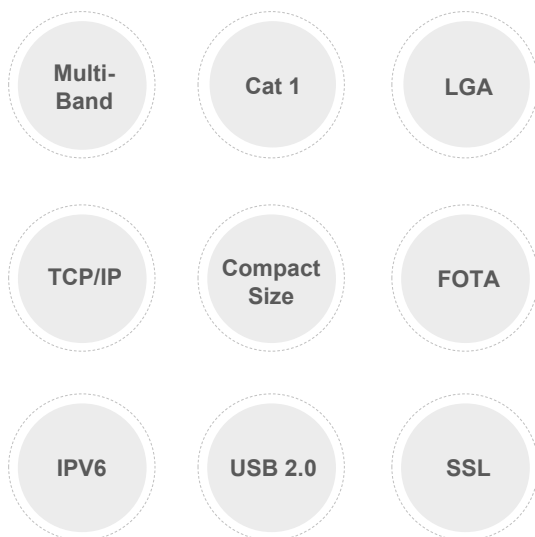 Multi-
Band
Cat 1
LGA
TCP/IP
Compact
Size
FOTA
IPV6
USB 2.0
SSL